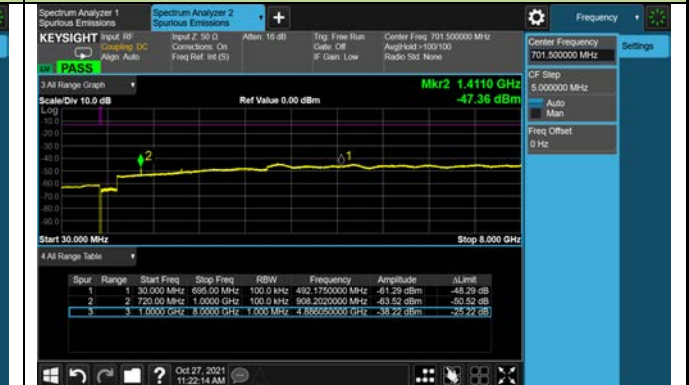 Spectrum Analyzer 1
Spurious Emissions
Spectrum Analyzer 2
Spurious Emissions
+
Frequency
KEYSIGHT Input: RF
Coupling: DC
Align: Auto
Input Z: 50 Ω
Corrections: On
Freq Ref: Int (S)
Atten: 16 dB
Trig: Free Run
Gate: Off
IF Gain: Low
Center Freq: 701.500000 MHz
Avg|Hold:>100/100
Radio Std: None
PASS
Center Frequency
701.500000 MHz
Settings
CF Step
5.000000 MHz
Auto
Man
Freq Offset
0 Hz
3 All Range Graph
Mkr2 1.4110 GHz
Scale/Div 10.0 dB
Ref Value 0.00 dBm
-47.36 dBm
Log
-10.0
-20.0
-30.0
-40.0
-50.0
-60.0
-70.0
-80.0
-90.0
2
1
Start 30.000 MHz
Stop 8.000 GHz
4 All Range Table
Spur Range Start Freq Stop Freq RBW Frequency Amplitude ΔLimit
1 1 30.000 MHz 695.00 MHz 100.0 kHz 492.1750000 MHz -61.29 dBm -48.29 dB
2 2 720.00 MHz 1.0000 GHz 100.0 kHz 908.2020000 MHz -63.52 dBm -50.52 dB
3 3 1.0000 GHz 8.0000 GHz 1.000 MHz 4.886050000 GHz -38.22 dBm -25.22 dB
?
Oct 27, 2021
11:22:14 AM